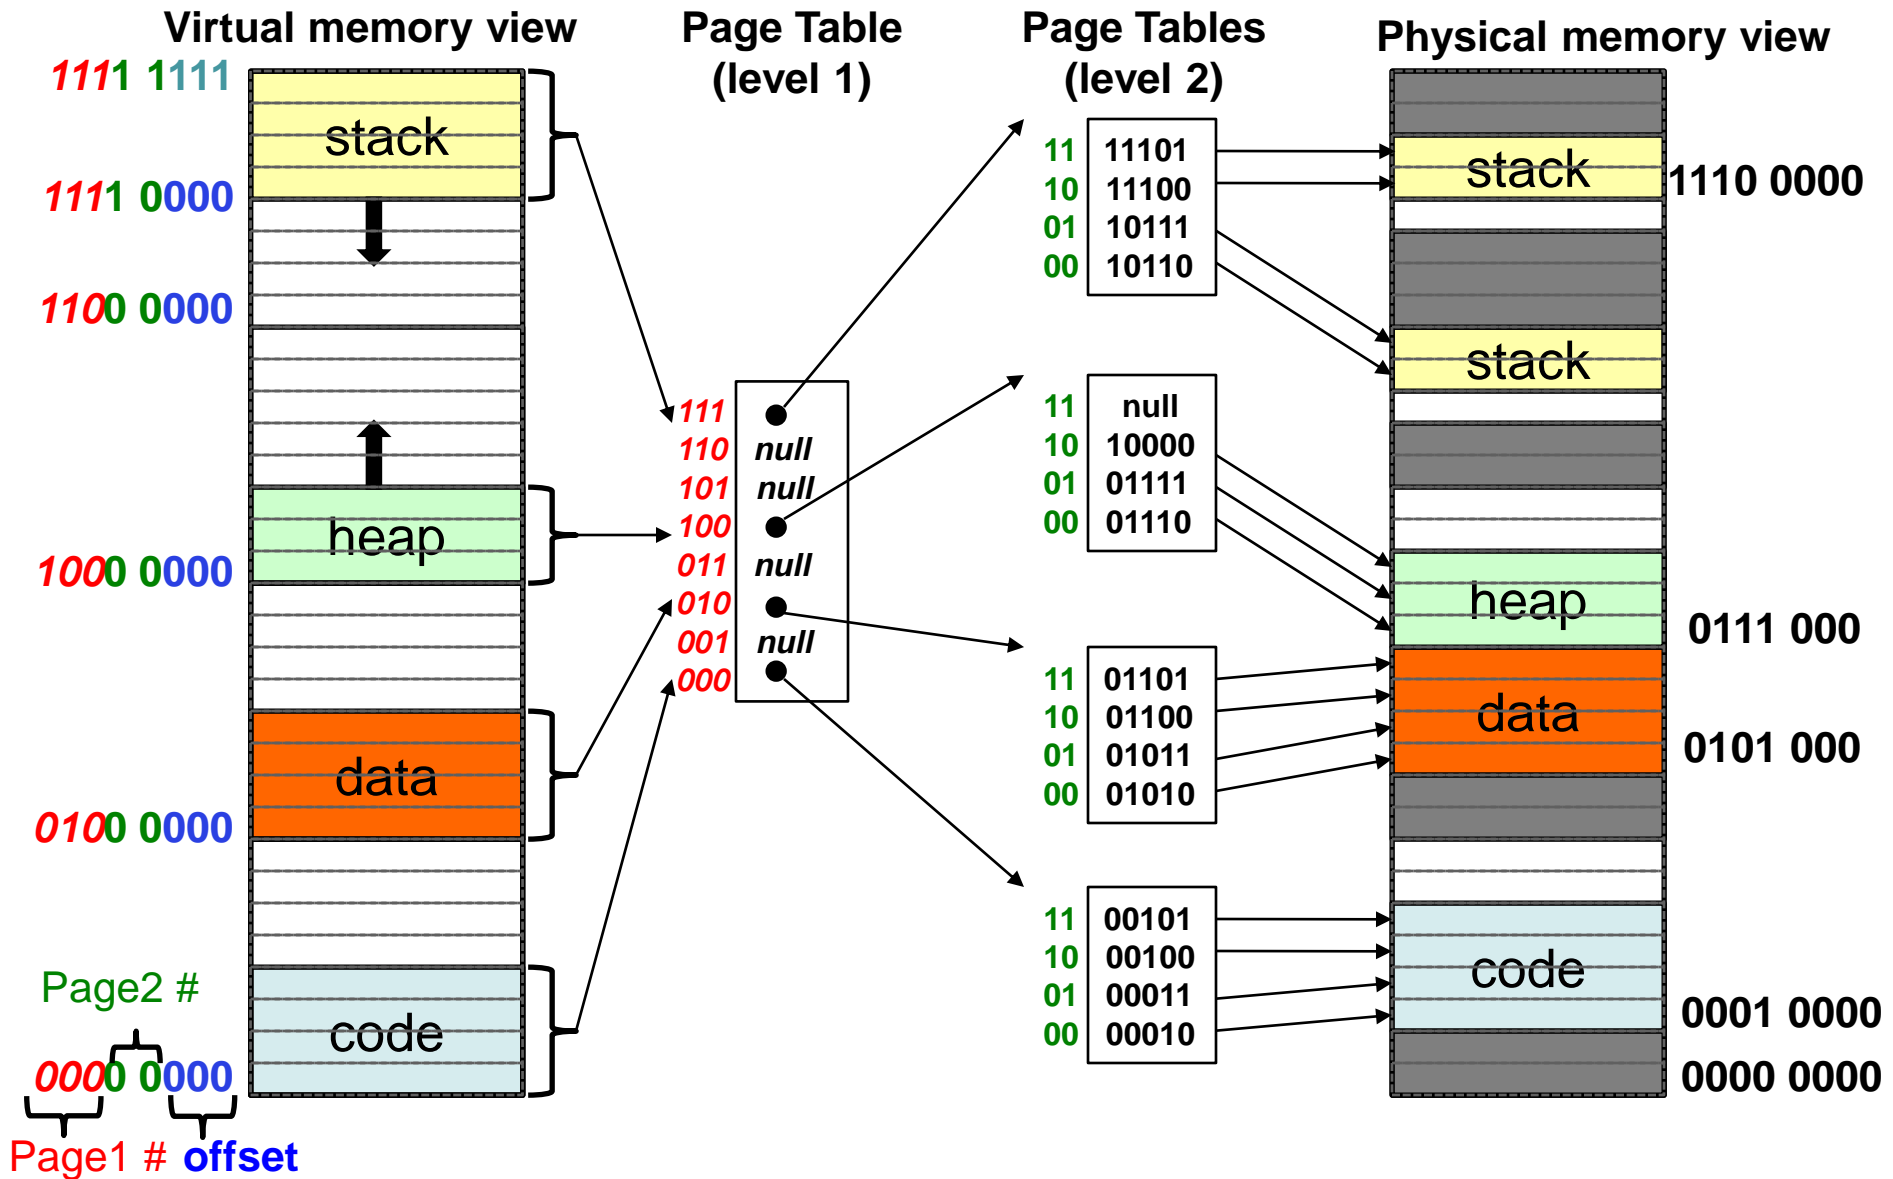 Virtual memory view
Page Table
(level 1)
Page Tables
(level 2)
Physical memory view
1111 1111
stack
1111 0000
1100 0000
heap
1000 0000
data
0100 0000
code
Page2 #
0000 0000
Page1 # offset
111
110 null
101 null
100
011 null
010
001 null
000
11 11101
10 11100
01 10111
00 10110
11 null
10 10000
01 01111
00 01110
11 01101
10 01100
01 01011
00 01010
11 00101
10 00100
01 00011
00 00010
stack 1110 0000
stack
heap 0111 000
data 0101 000
code 0001 0000
0000 0000